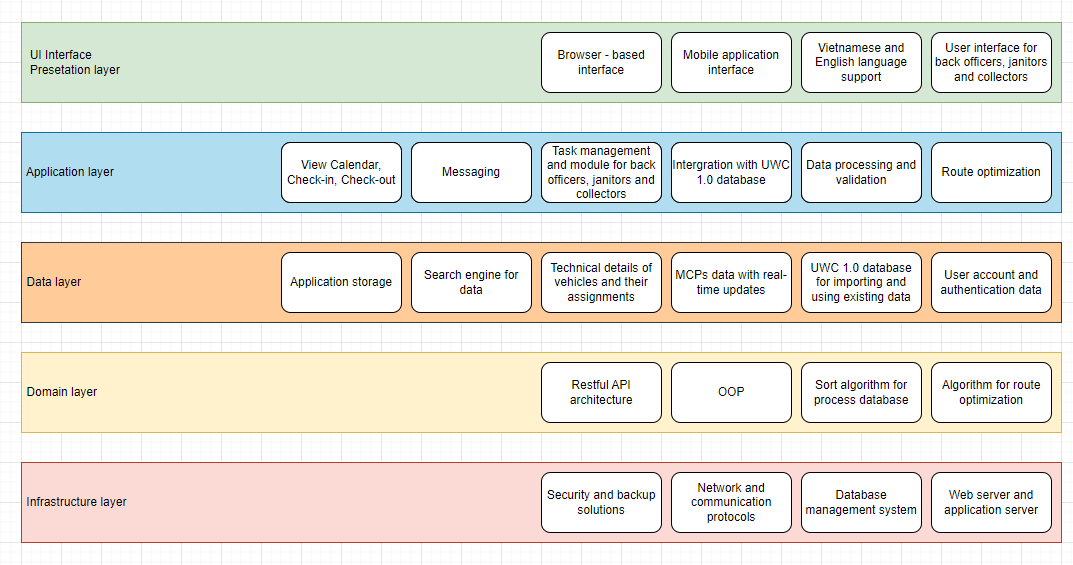 UI Interface
Presetation layer
Browser - based
interface
Mobile application
interface
Vietnamese and
English language
support
User interface for
back officers, janitors
and collectors
Application layer
View Calendar,
Check-in, Check-out
Messaging
Task management
and module for back
officers, janitors and
collectors
Intergration with UWC
1.0 database
Data processing and
validation
Route optimization
Data layer
Application storage
Search engine for
data
Technical details of
vehicles and their
assignments
MCPs data with real-
time updates
UWC 1.0 database
for importing and
using existing data
User account and
authentication data
Domain layer
Restful API
architecture
OOP
Sort algorithm for
process database
Algorithm for route
optimization
Infrastructure layer
Security and backup
solutions
Network and
communication
protocols
Database
management system
Web server and
application server